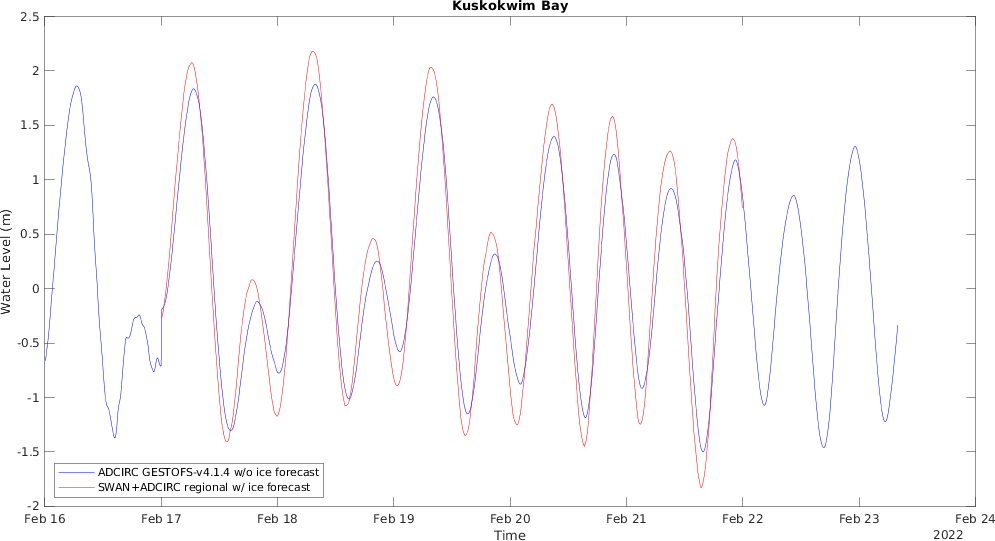 Kuskokwim Bay
2.5
2
1.5
1
0.5
0
-0.5
-1
-1.5
-2
Water Level (m)
ADCIRC GESTOFS-v4.1.4 w/o ice forecast
SWAN+ADCIRC regional w/ ice forecast
Feb 16 Feb 17 Feb 18 Feb 19 Feb 20 Feb 21 Feb 22 Feb 23 Feb 24
Time
2022